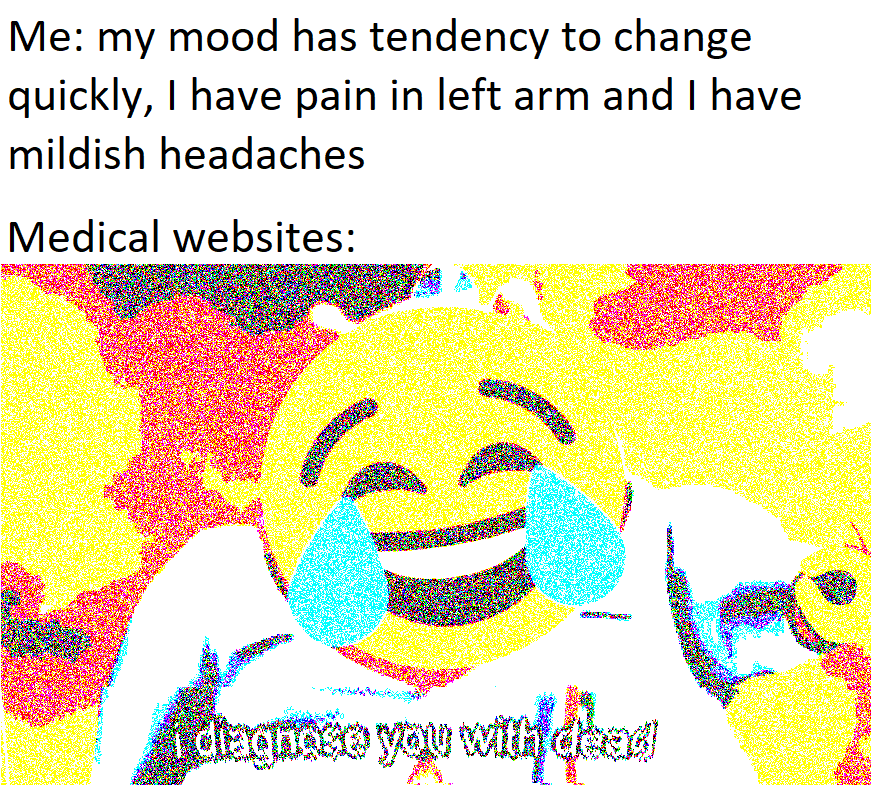 Me: my mood has tendency to change
quickly, I have pain in left arm and I have
mildish headaches
Medical websites:
i diagnose you with dead